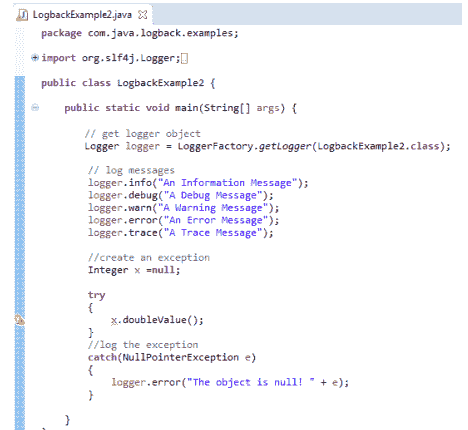 LogbackExample2.java
package com.java.logback.examples;
import org.slf4j.Logger;
public class LogbackExample2 {
public static void main(String[] args) {
// get logger object
Logger logger = LoggerFactory.getLogger(LogbackExample2.class);
// log messages
logger.info("An Information Message");
logger.debug("A Debug Message");
logger.warn("A Warning Message");
logger.error("An Error Message");
logger.trace("A Trace Message");
//create an exception
Integer x =null;
try
{
x.doubleValue();
}
//log the exception
catch(NullPointerException e)
{
logger.error("The object is null! " + e);
}
}